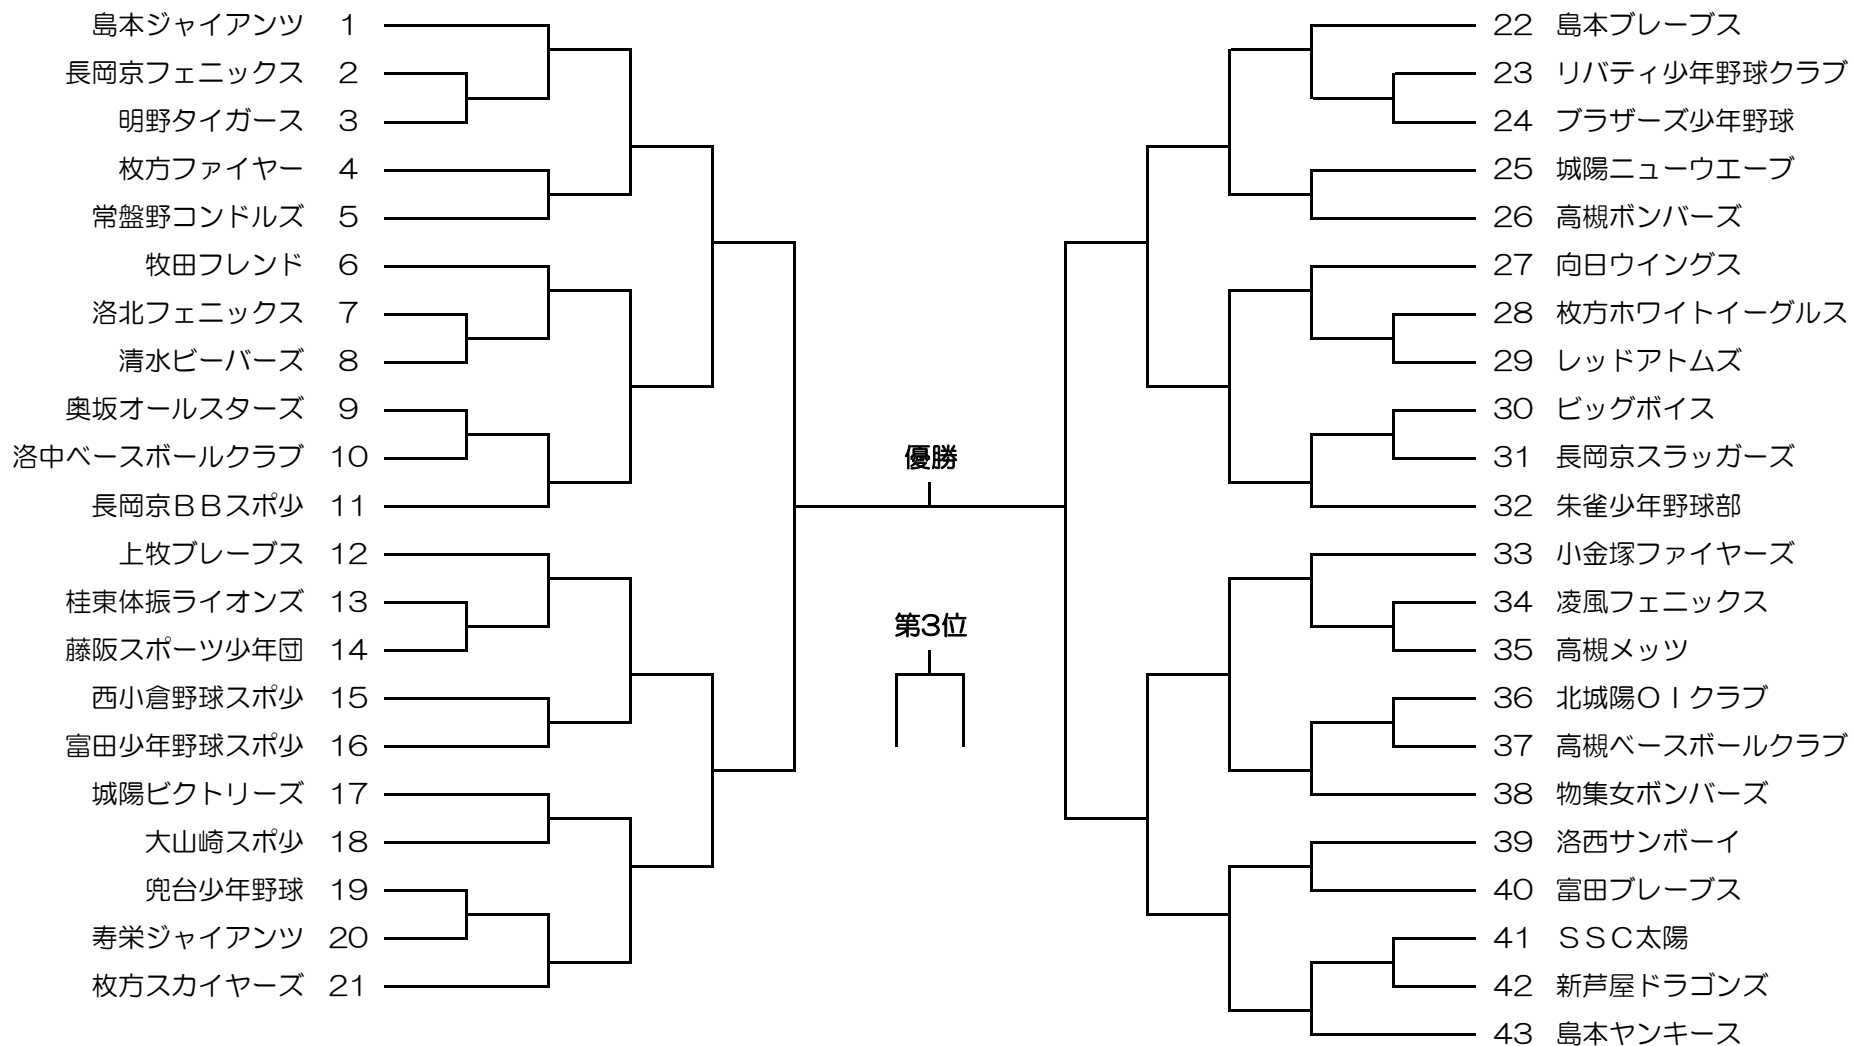 島本ジャイアンツ 1
長岡京フェニックス 2
明野タイガース 3
枚方ファイヤー 4
常盤野コンドルズ 5
牧田フレンド 6
洛北フェニックス 7
清水ビーバーズ 8
奥坂オールスターズ 9
洛中ベースボールクラブ 10
長岡京ＢＢスポ少 11
上牧ブレーブス 12
桂東体振ライオンズ 13
藤阪スポーツ少年団 14
西小倉野球スポ少 15
富田少年野球スポ少 16
城陽ビクトリーズ 17
大山崎スポ少 18
兜台少年野球 19
寿栄ジャイアンツ 20
枚方スカイヤーズ 21
優勝
第3位
22 島本ブレーブス
23 リバティ少年野球クラブ
24 ブラザーズ少年野球
25 城陽ニューウエーブ
26 高槻ボンバーズ
27 向日ウイングス
28 枚方ホワイトイーグルス
29 レッドアトムズ
30 ビッグボイス
31 長岡京スラッガーズ
32 朱雀少年野球部
33 小金塚ファイヤーズ
34 凌風フェニックス
35 高槻メッツ
36 北城陽ＯＩクラブ
37 高槻ベースボールクラブ
38 物集女ボンバーズ
39 洛西サンボーイ
40 富田ブレーブス
41 ＳＳＣ太陽
42 新芦屋ドラゴンズ
43 島本ヤンキース